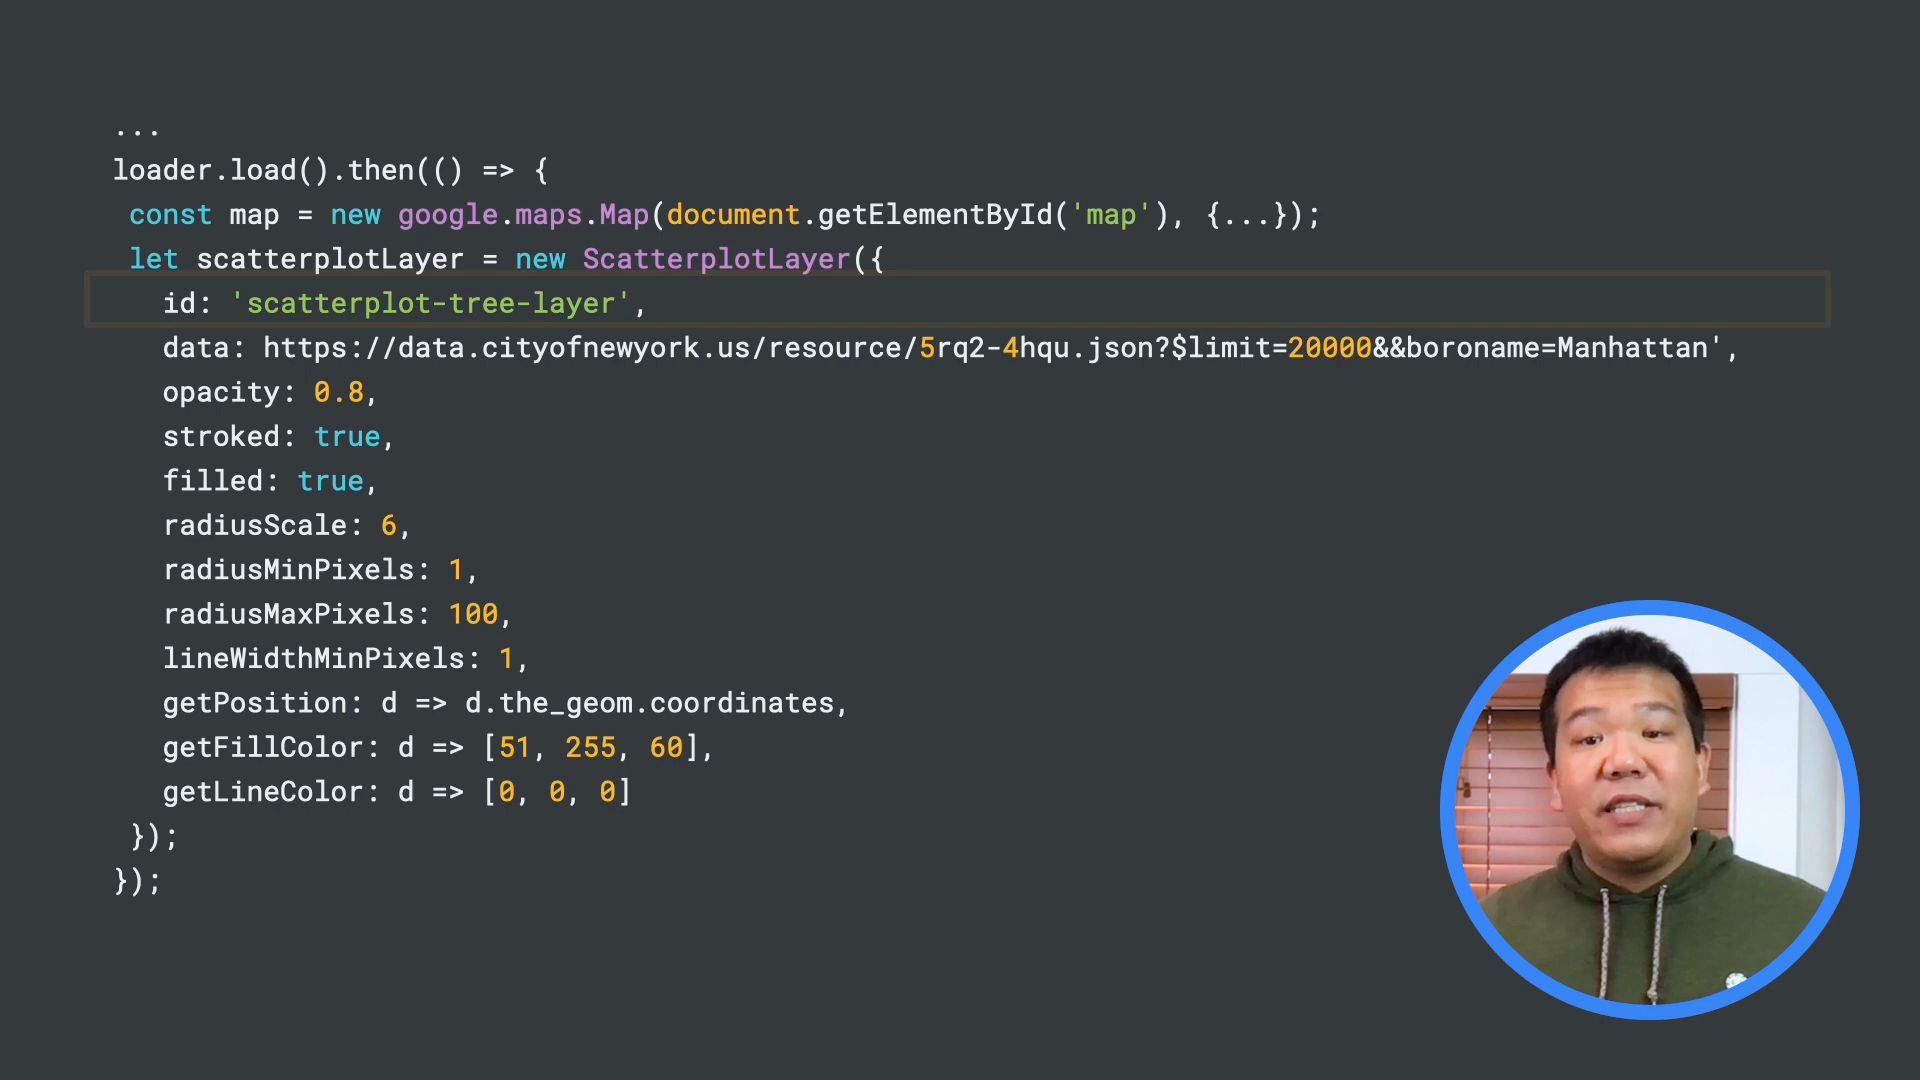 ...
loader.load().then(() => {
const map = new google.maps.Map(document.getElementById('map'), {...});
let scatterplotLayer = new ScatterplotLayer({
id: 'scatterplot-tree-layer',
data: https://data.cityofnewyork.us/resource/5rq2-4hqu.json?$limit=20000&&boroname=Manhattan',
opacity: 0.8,
stroked: true,
filled: true,
radiusScale: 6,
radiusMinPixels: 1,
radiusMaxPixels: 100,
lineWidthMinPixels: 1,
getPosition: d => d.the_geom.coordinates,
getFillColor: d => [51, 255, 60],
getLineColor: d => [0, 0, 0]
});
});